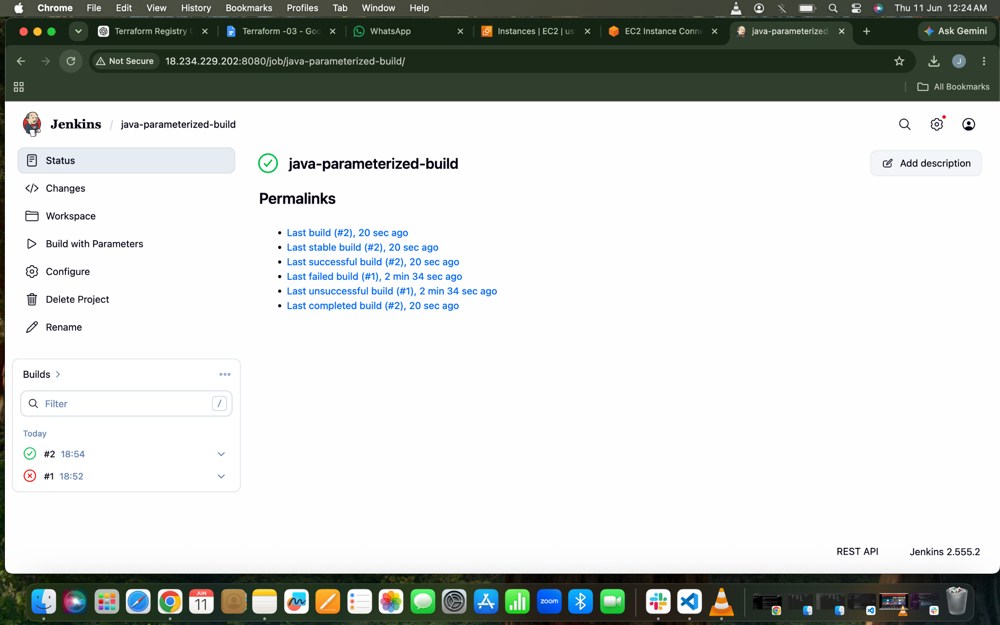 Chrome File Edit View History Bookmarks Profiles Tab Window Help Thu 11 Jun 12:24 AM
Terraform Registry Terraform -03 - Goo WhatsApp Instances | EC2 | us- EC2 Instance Conne java-parameterized- Ask Gemini
Not Secure 18.234.229.202:8080/job/java-parameterized-build/ J
All Bookmarks
Jenkins / java-parameterized-build
Status
java-parameterized-build
Add description
Changes
Workspace
Build with Parameters
Configure
Delete Project
Rename
Permalinks
Last build (#2), 20 sec ago
Last stable build (#2), 20 sec ago
Last successful build (#2), 20 sec ago
Last failed build (#1), 2 min 34 sec ago
Last unsuccessful build (#1), 2 min 34 sec ago
Last completed build (#2), 20 sec ago
Builds
Filter /
Today
#2 18:54
#1 18:52
REST API Jenkins 2.555.2
JUN
11
zoom